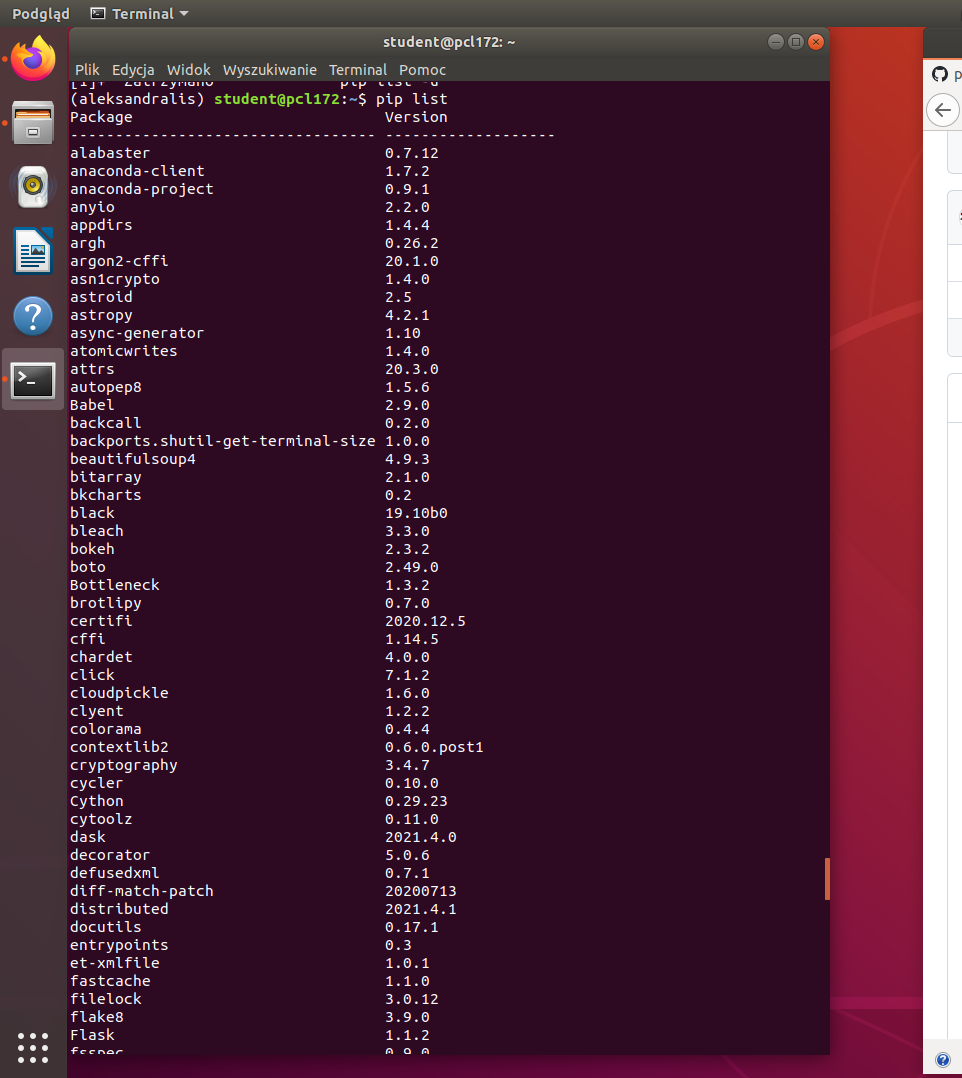 Podgląd Terminal
student@pcl172: ~
Plik Edycja Widok Wyszukiwanie Terminal Pomoc
[1]+ Zatrzymano pip list -d
(aleksandralis) student@pcl172:~$ pip list
Package Version
---------------------------------- -------------------
alabaster 0.7.12
anaconda-client 1.7.2
anaconda-project 0.9.1
anyio 2.2.0
appdirs 1.4.4
argh 0.26.2
argon2-cffi 20.1.0
asn1crypto 1.4.0
astroid 2.5
astropy 4.2.1
async-generator 1.10
atomicwrites 1.4.0
attrs 20.3.0
autopep8 1.5.6
Babel 2.9.0
backcall 0.2.0
backports.shutil-get-terminal-size 1.0.0
beautifulsoup4 4.9.3
bitarray 2.1.0
bkcharts 0.2
black 19.10b0
bleach 3.3.0
bokeh 2.3.2
boto 2.49.0
Bottleneck 1.3.2
brotlipy 0.7.0
certifi 2020.12.5
cffi 1.14.5
chardet 4.0.0
click 7.1.2
cloudpickle 1.6.0
clyent 1.2.2
colorama 0.4.4
contextlib2 0.6.0.post1
cryptography 3.4.7
cycler 0.10.0
Cython 0.29.23
cytoolz 0.11.0
dask 2021.4.0
decorator 5.0.6
defusedxml 0.7.1
diff-match-patch 20200713
distributed 2021.4.1
docutils 0.17.1
entrypoints 0.3
et-xmlfile 1.0.1
fastcache 1.1.0
filelock 3.0.12
flake8 3.9.0
Flask 1.1.2
fsspec 0.9.0